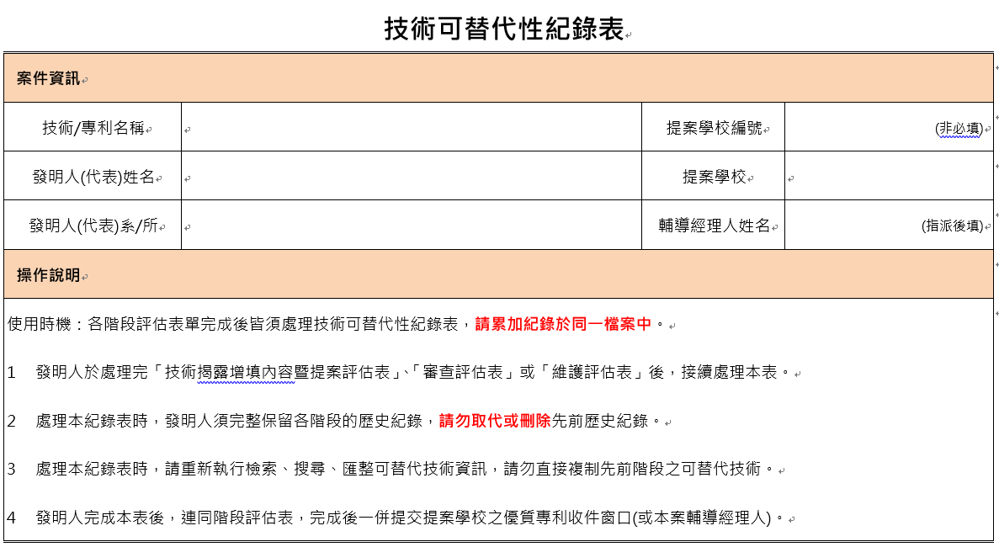 技術可替代性紀錄表
案件資訊
技術/專利名稱 提案學校編號 (非必填)
發明人(代表)姓名 提案學校
發明人(代表)系/所 輔導經理人姓名 (指派後填)
操作說明
使用時機：各階段評估表單完成後皆須處理技術可替代性紀錄表，請累加紀錄於同一檔案中。
1 發明人於處理完「技術揭露增填內容暨提案評估表」、「審查評估表」或「維護評估表」後，接續處理本表。
2 處理本紀錄表時，發明人須完整保留各階段的歷史紀錄，請勿取代或刪除先前歷史紀錄。
3 處理本紀錄表時，請重新執行檢索、搜尋、匯整可替代技術資訊，請勿直接複制先前階段之可替代技術。
4 發明人完成本表後，連同階段評估表，完成後一併提交提案學校之優質專利收件窗口(或本案輔導經理人)。